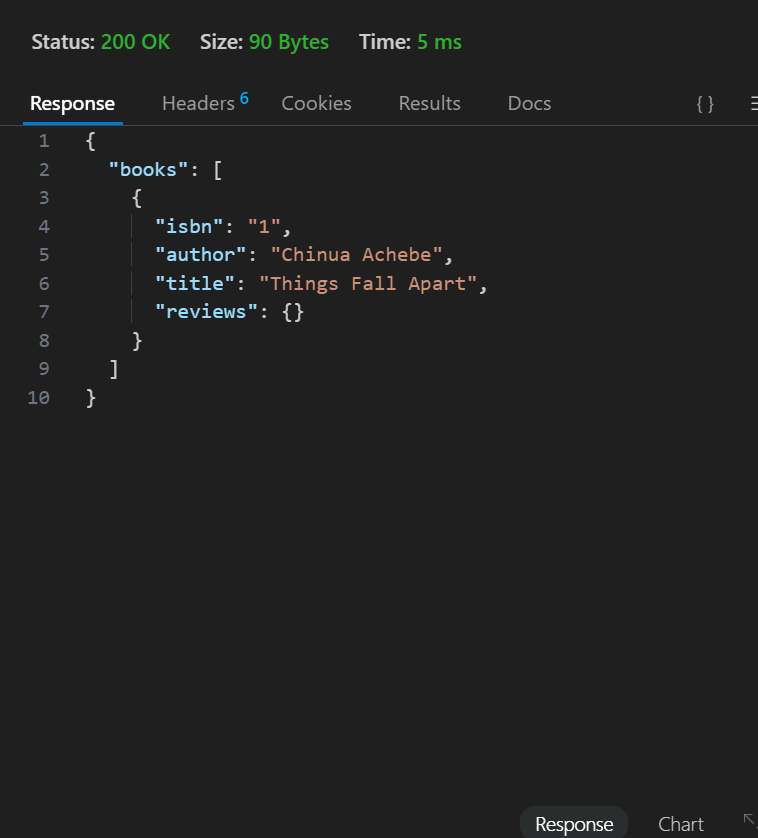 Status: 200 OK Size: 90 Bytes Time: 5 ms
Response Headers 6 Cookies Results Docs { }
1 {
2 "books": [
3 {
4 "isbn": "1",
5 "author": "Chinua Achebe",
6 "title": "Things Fall Apart",
7 "reviews": {}
8 }
9 ]
10 }
Response Chart